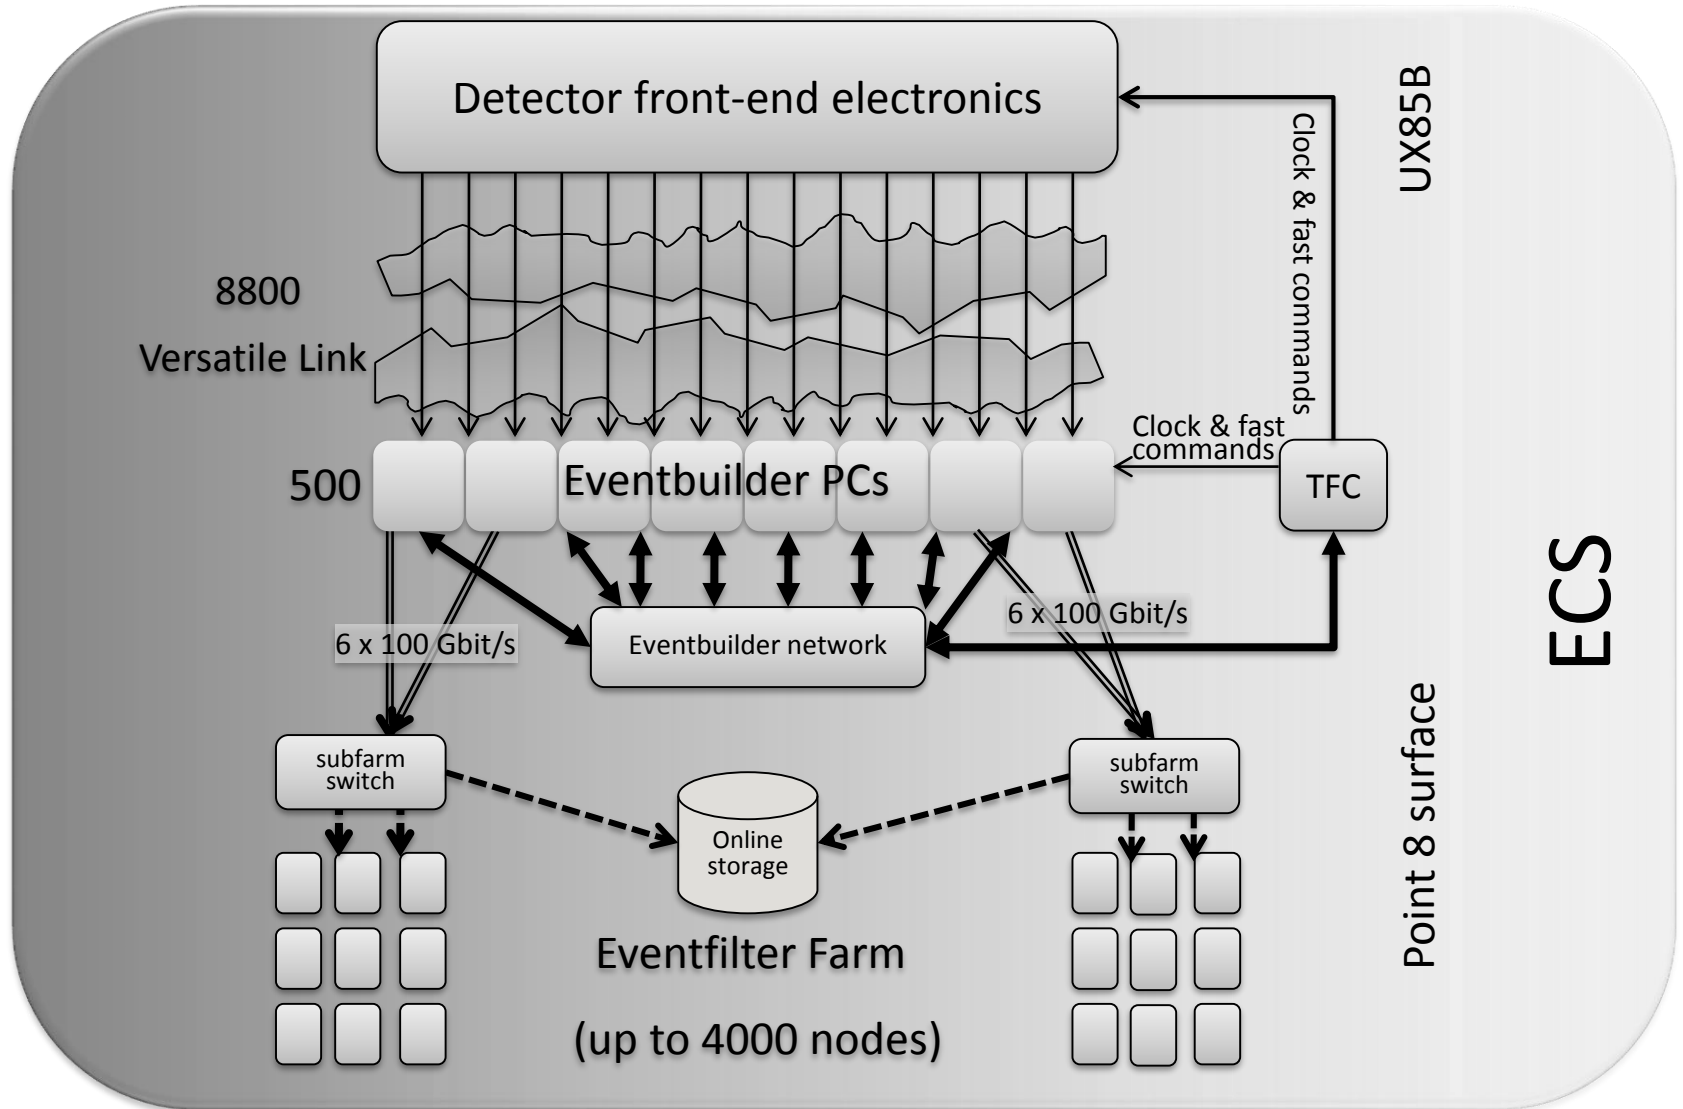 Detector front-end electronics
UX85B
Clock & fast commands
8800
Versatile Link
Clock & fast
commands
500
Eventbuilder PCs
TFC
ECS
6 x 100 Gbit/s
Eventbuilder network
6 x 100 Gbit/s
Point 8 surface
subfarm
switch
subfarm
switch
Online
storage
Eventfilter Farm
(up to 4000 nodes)